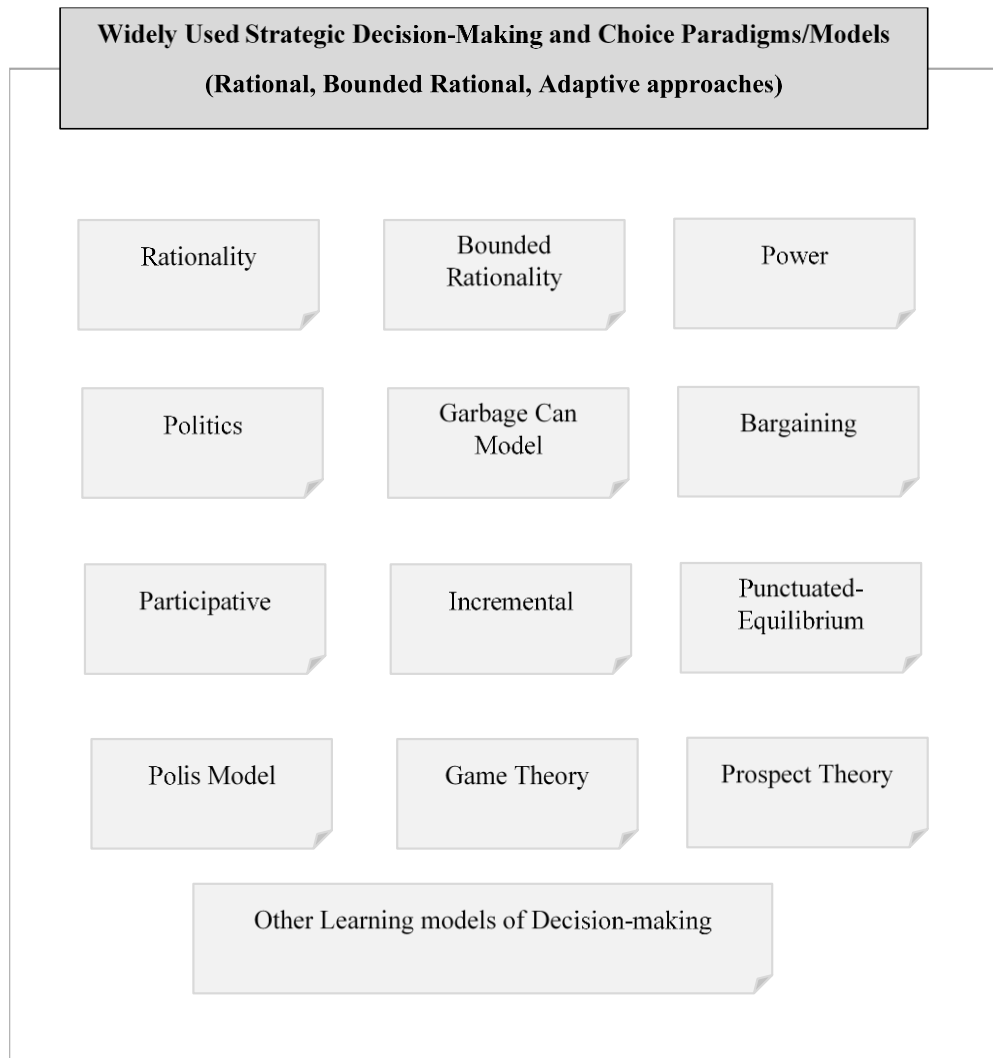 Widely Used Strategic Decision-Making and Choice Paradigms/Models
(Rational, Bounded Rational, Adaptive approaches)
Rationality
Bounded
Rationality
Power
Politics
Garbage Can
Model
Bargaining
Participative
Incremental
Punctuated-
Equilibrium
Polis Model
Game Theory
Prospect Theory
Other Learning models of Decision-making